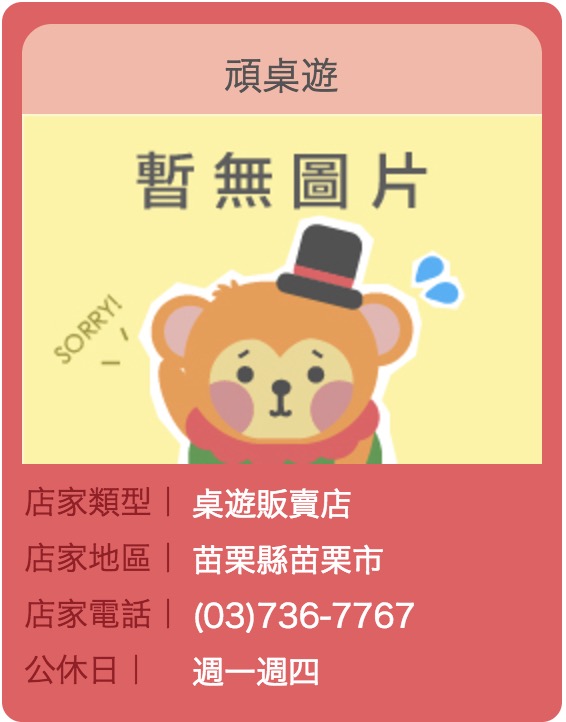 頑桌遊
暫無圖片
SORRY!
店家類型｜ 桌遊販賣店
店家地區｜ 苗栗縣苗栗市
店家電話｜ (03)736-7767
公休日｜ 週一週四